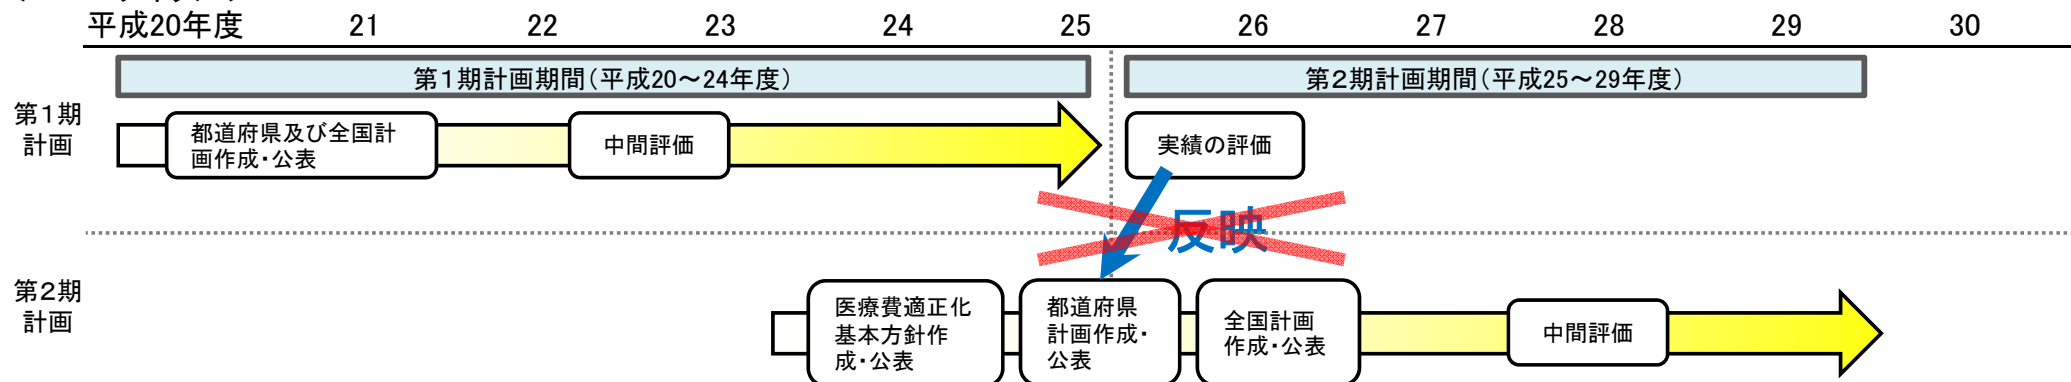 平成20年度 21 22 23 24 25 26 27 28 29 30
第1期計画期間(平成20～24年度)
第2期計画期間(平成25～29年度)
第1期
計画
都道府県及び全国計
画作成・公表
中間評価
実績の評価
反映
第2期
計画
医療費適正化
基本方針作
成・公表
都道府県
計画作成・
公表
全国計画
作成・公表
中間評価